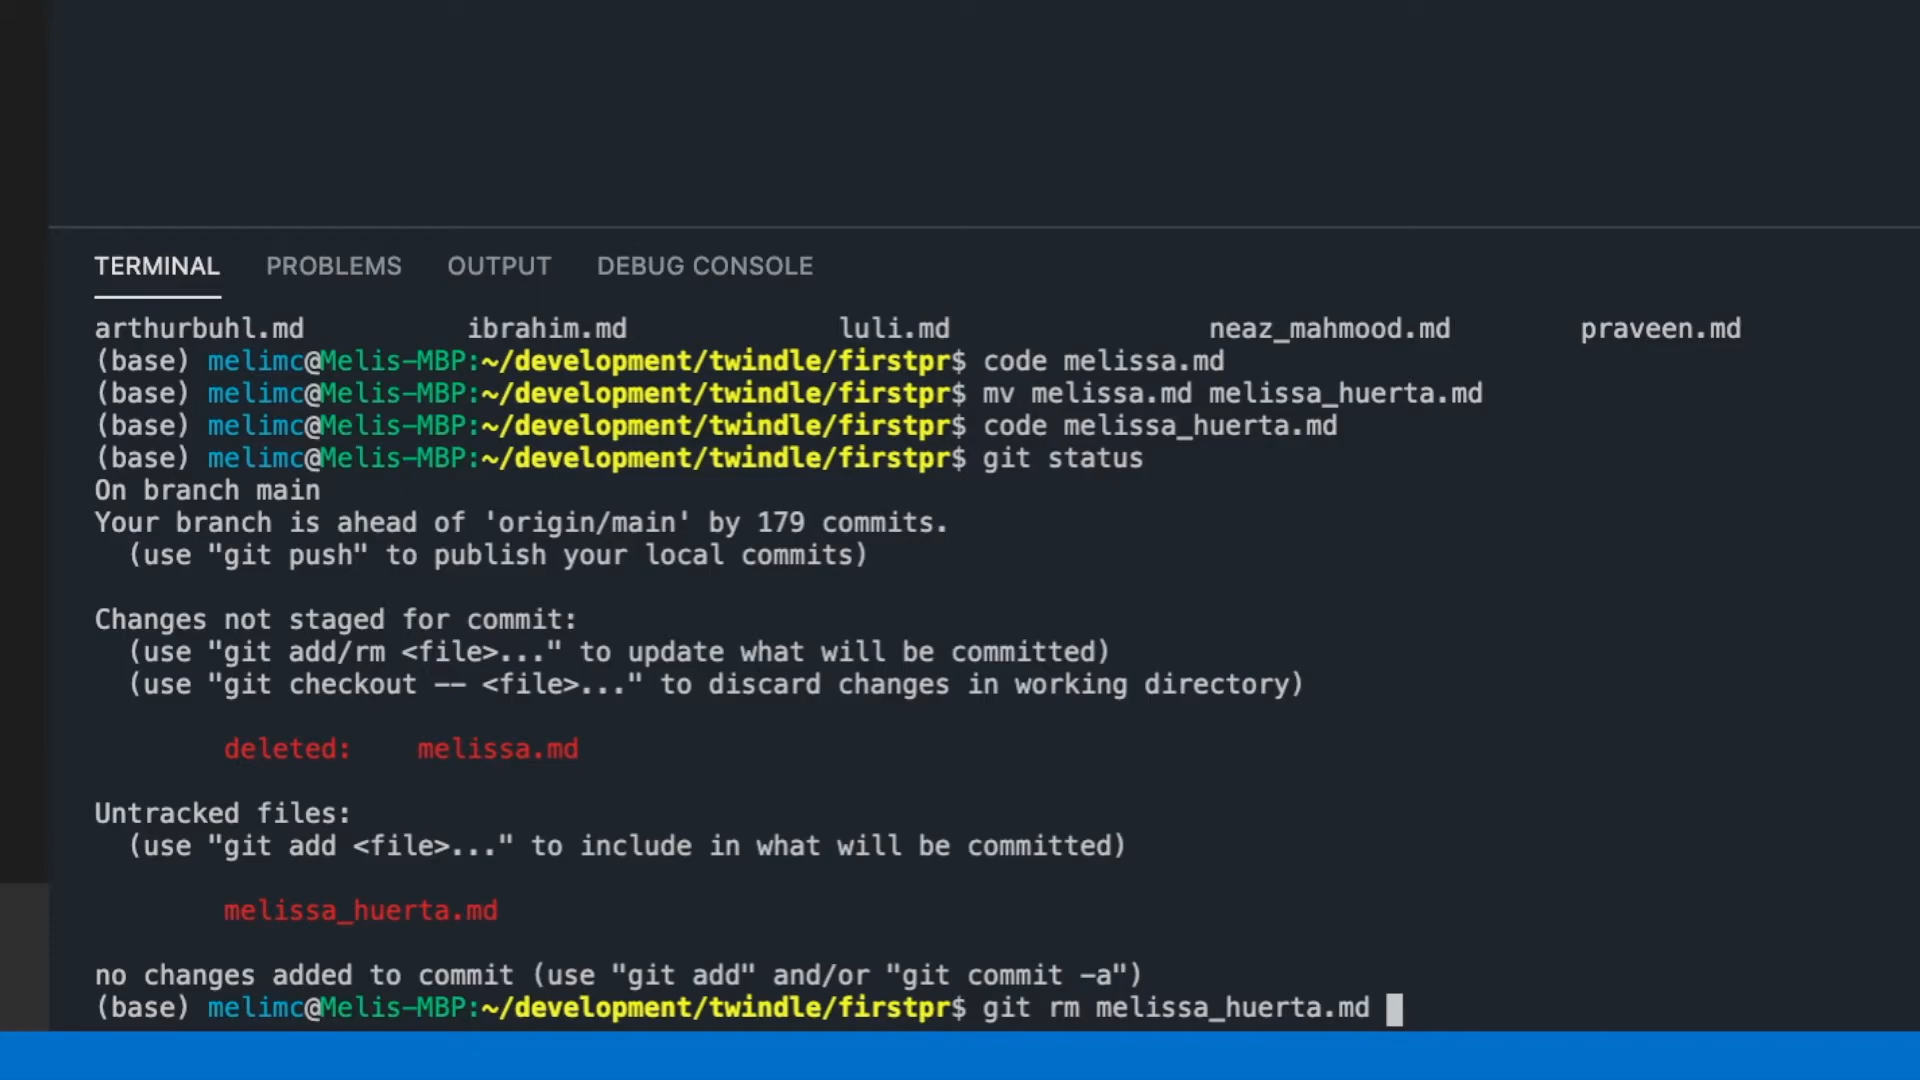 TERMINAL PROBLEMS OUTPUT DEBUG CONSOLE
arthurbuhl.md ibrahim.md luli.md neaz_mahmood.md praveen.md
(base) melimc@Melis-MBP:~/development/twindle/firstpr$ code melissa.md
(base) melimc@Melis-MBP:~/development/twindle/firstpr$ mv melissa.md melissa_huerta.md
(base) melimc@Melis-MBP:~/development/twindle/firstpr$ code melissa_huerta.md
(base) melimc@Melis-MBP:~/development/twindle/firstpr$ git status
On branch main
Your branch is ahead of 'origin/main' by 179 commits.
(use "git push" to publish your local commits)
Changes not staged for commit:
(use "git add/rm <file>..." to update what will be committed)
(use "git checkout -- <file>..." to discard changes in working directory)
deleted: melissa.md
Untracked files:
(use "git add <file>..." to include in what will be committed)
melissa_huerta.md
no changes added to commit (use "git add" and/or "git commit -a")
(base) melimc@Melis-MBP:~/development/twindle/firstpr$ git rm melissa_huerta.md